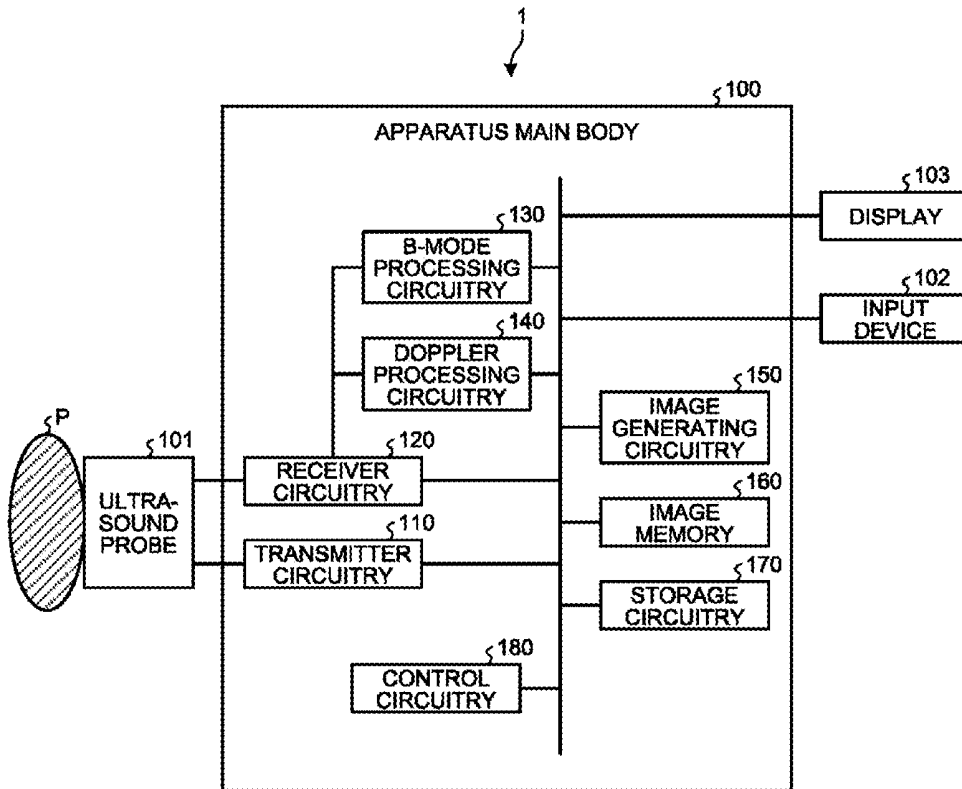 1
100
APPARATUS MAIN BODY
103
DISPLAY
130
B-MODE
PROCESSING
CIRCUITRY
102
INPUT
DEVICE
140
DOPPLER
PROCESSING
CIRCUITRY
150
IMAGE
GENERATING
CIRCUITRY
P
101
ULTRA-
SOUND
PROBE
120
RECEIVER
CIRCUITRY
160
IMAGE
MEMORY
110
TRANSMITTER
CIRCUITRY
170
STORAGE
CIRCUITRY
180
CONTROL
CIRCUITRY